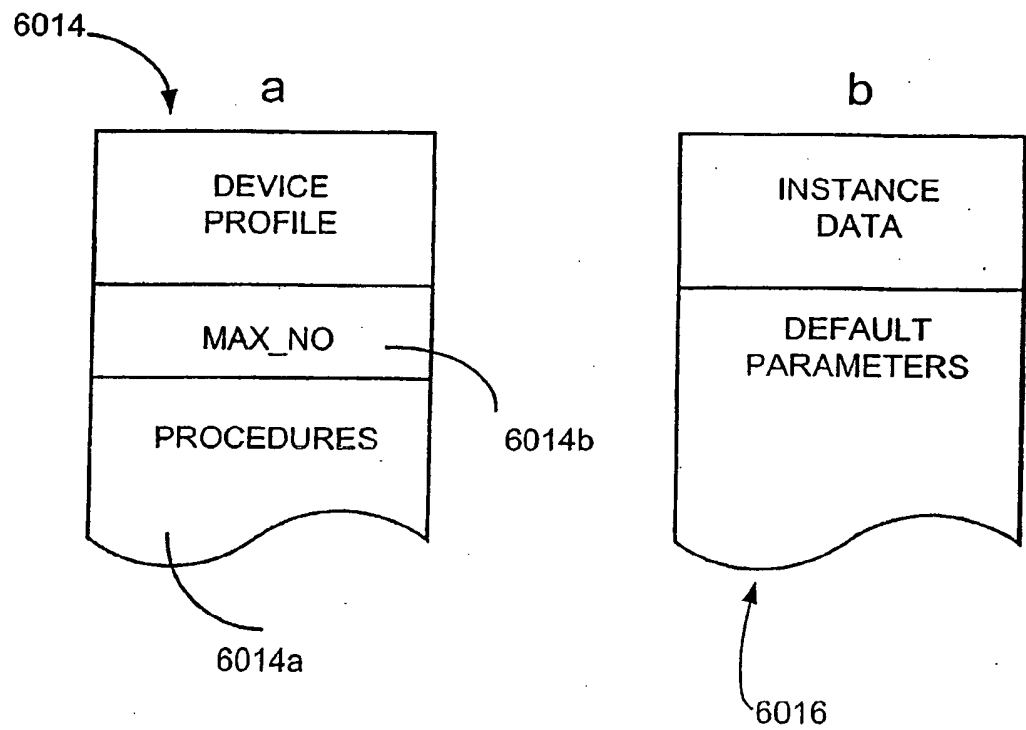 6014
a
DEVICE
PROFILE
MAX_NO
PROCEDURES
6014b
6014a
b
INSTANCE
DATA
DEFAULT
PARAMETERS
6016